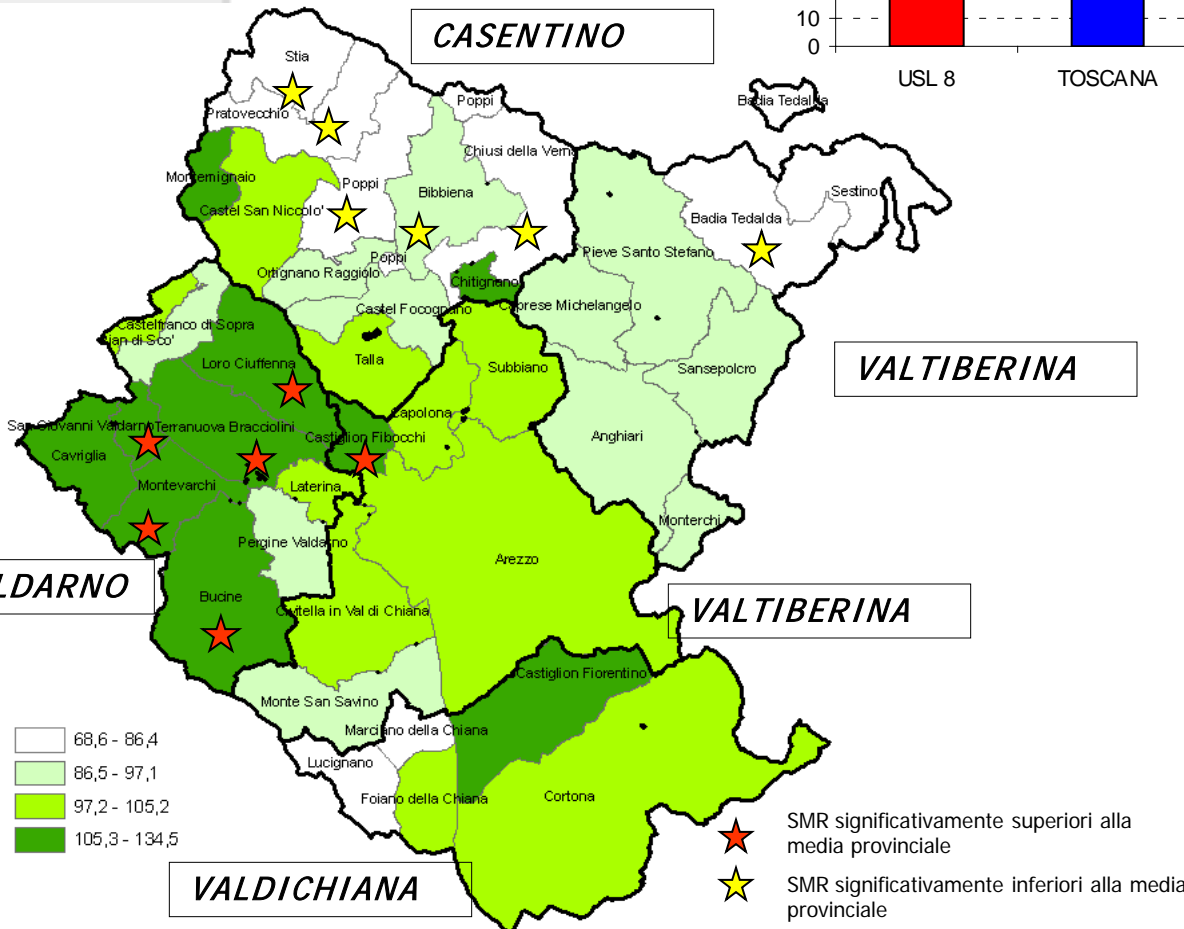 CASENTINO
10
0
USL 8
TOSCANA
Stia
Pratovecchio
Poppi
Badia Tedalda
Chiusi della Verna
Montemignaio
Castel San Niccolo'
Poppi
Bibbiena
Sestino
Badia Tedalda
Pieve Santo Stefano
Ortignano Raggiolo
Poppi
Chitignano
Castel Focognano
Caprese Michelangelo
Castelfranco di Sopra
Pian di Sco'
Loro Ciuffenna
Talla
Subbiano
Sansepolcro
VALTIBERINA
San Giovanni Valdarno
Terranuova Bracciolini
Castiglion Fibocchi
Capolona
Anghiari
Cavriglia
Montevarchi
Laterina
Monterchi
Pergine Valdarno
Arezzo
LDARNO
Bucine
Civitella in Val di Chiana
VALTIBERINA
Castiglion Fiorentino
Monte San Savino
Marciano della Chiana
Lucignano
Foiano della Chiana
Cortona
68,6 - 86,4
86,5 - 97,1
97,2 - 105,2
105,3 - 134,5
VALDICHIANA
SMR significativamente superiori alla
media provinciale
SMR significativamente inferiori alla media
provinciale